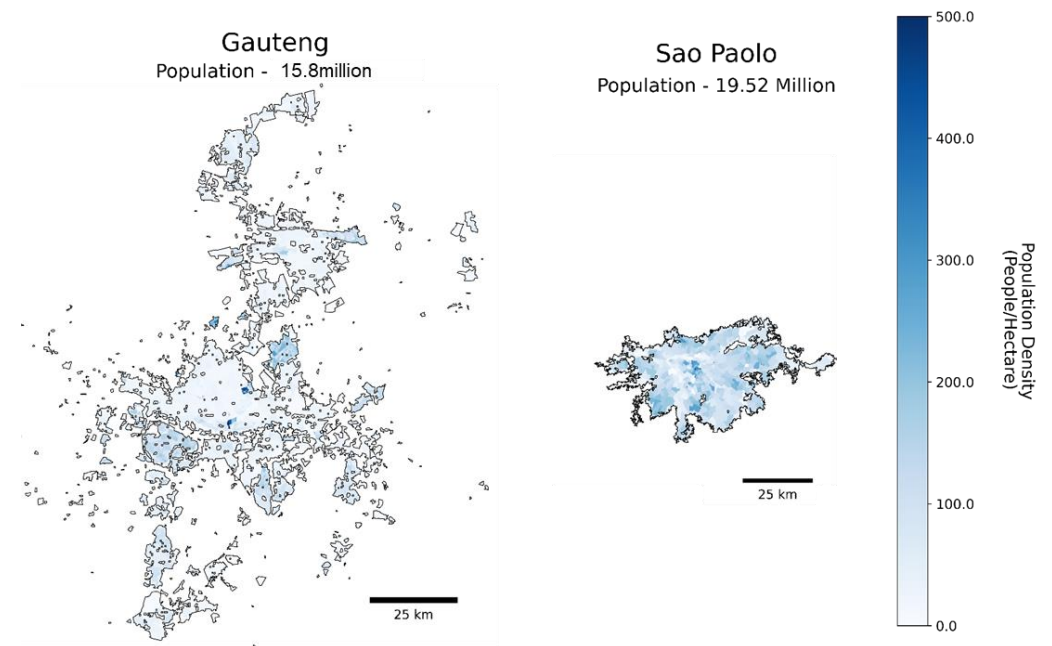 Gauteng
Population - 15.8million
25 km
Sao Paolo
Population - 19.52 Million
25 km
500.0
400.0
300.0
200.0
100.0
0.0
Population Density
(People/Hectare)